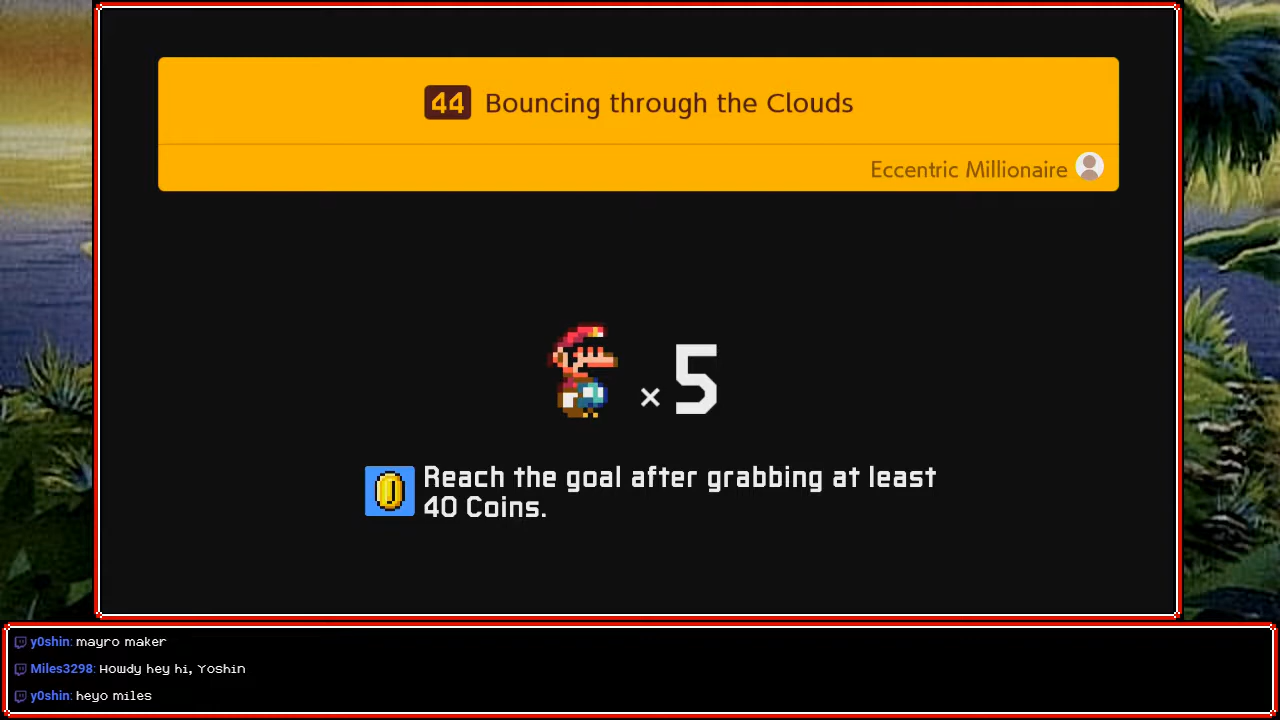 44 Bouncing through the Clouds
Eccentric Millionaire
× 5
Reach the goal after grabbing at least
40 Coins.
y0shin: mayro maker
Miles3298: Howdy hey hi, Yoshin
y0shin: heyo miles